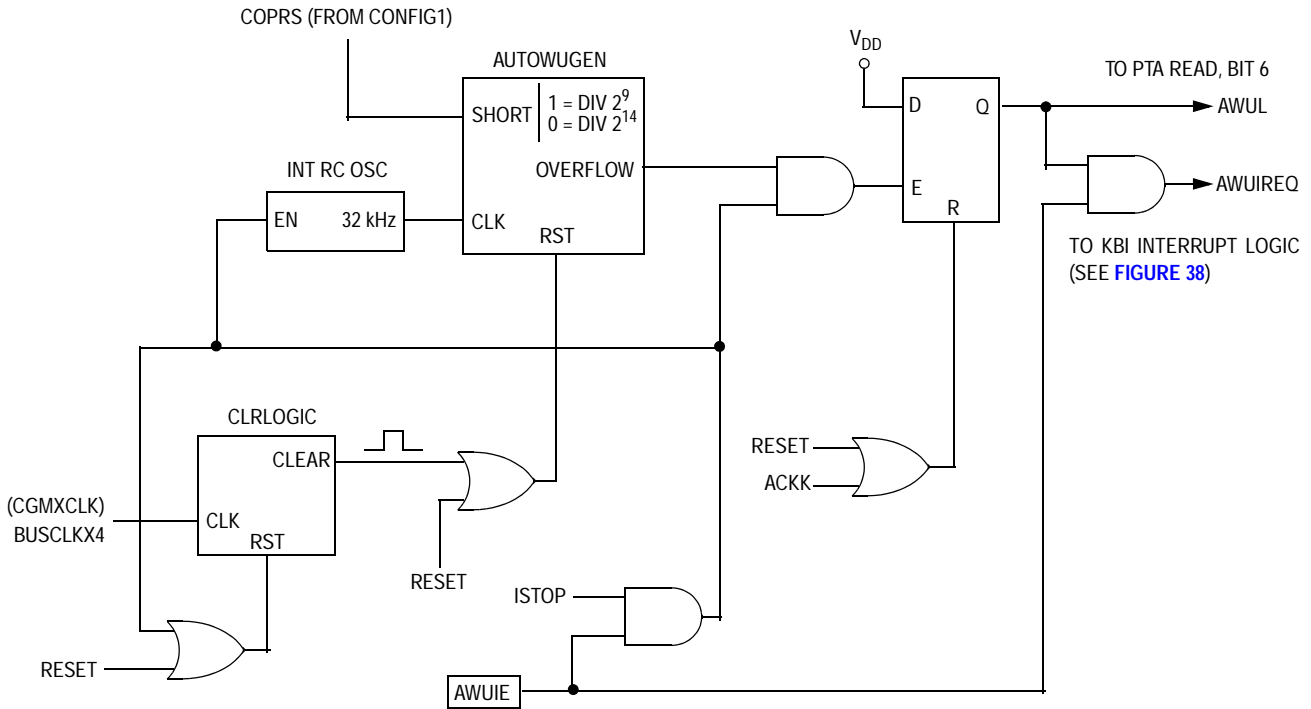 COPRS (FROM CONFIG1)
AUTOWUGEN
SHORT
1 = DIV 2^9
0 = DIV 2^14
OVERFLOW
CLK
RST
INT RC OSC
EN
32 kHz
V_DD
D
Q
E
R
TO PTA READ, BIT 6
AWUL
AWUIREQ
TO KBI INTERRUPT LOGIC
(SEE FIGURE 38)
CLRLOGIC
CLEAR
CLK
RST
(CGMXCLK)
BUSCLKX4
RESET
RESET
RESET
ACKK
ISTOP
AWUIE